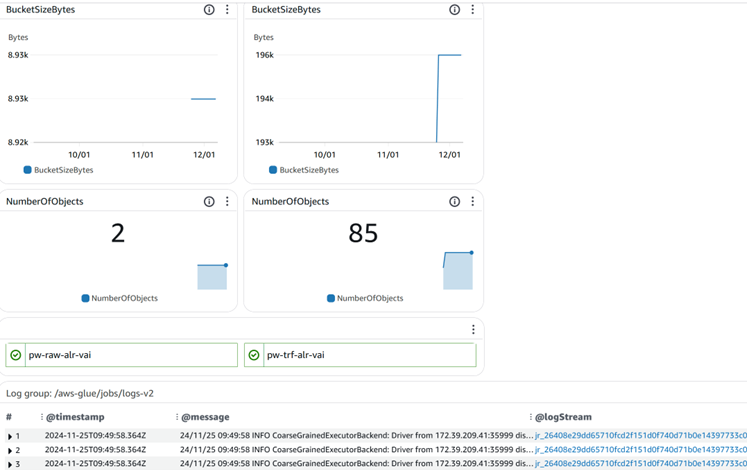 BucketSizeBytes
BucketSizeBytes
Bytes
8.93k
8.93k
8.92k
10/01 11/01 12/01
BucketSizeBytes
Bytes
196k
194k
193k
10/01 11/01 12/01
BucketSizeBytes
NumberOfObjects
2
NumberOfObjects
NumberOfObjects
85
NumberOfObjects
pw-raw-alr-vai
pw-trf-alr-vai
Log group: /aws-glue/jobs/logs-v2
# @timestamp @message @logStream
1 2024-11-25T09:49:58.364Z 24/11/25 09:49:58 INFO CoarseGrainedExecutorBackend: Driver from 172.39.209.41:35999 dis... jr_26408e29dd65710fcd2f151d0f740d71b0e14397733c0
2 2024-11-25T09:49:58.364Z 24/11/25 09:49:58 INFO CoarseGrainedExecutorBackend: Driver from 172.39.209.41:35999 dis... jr_26408e29dd65710fcd2f151d0f740d71b0e14397733c0
3 2024-11-25T09:49:58.364Z 24/11/25 09:49:58 INFO CoarseGrainedExecutorBackend: Driver from 172.39.209.41:35999 dis... jr_26408e29dd65710fcd2f151d0f740d71b0e14397733c0